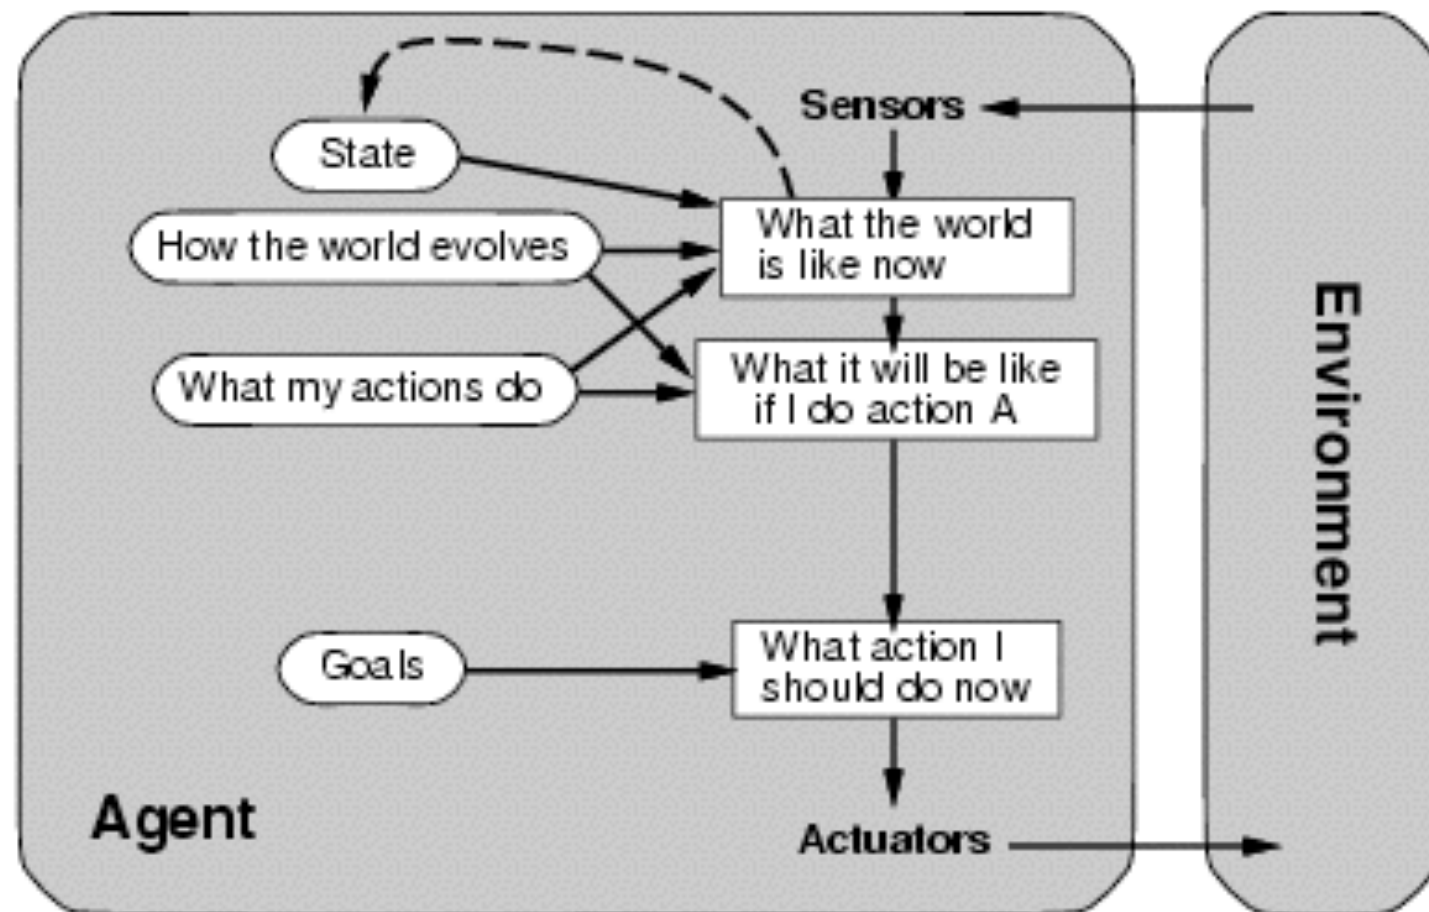 Sensors
State
What the world
is like now
How the world evolves
What it will be like
if I do action A
What my actions do
Goals
What action I
should do now
Agent
Actuators
Environment